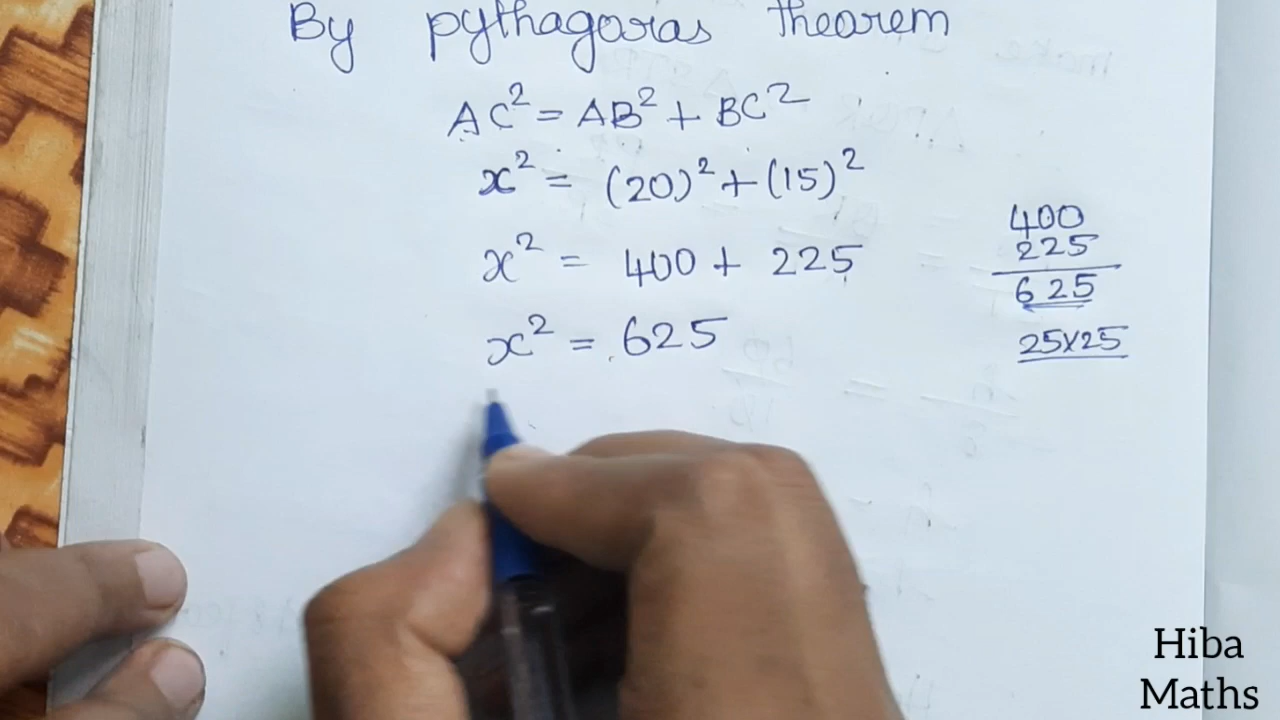 By pythagoras theorem
AC² = AB² + BC²
x² = (20)² + (15)²
x² = 400 + 225
x² = 625
400
225
625
25x25
Hiba
Maths